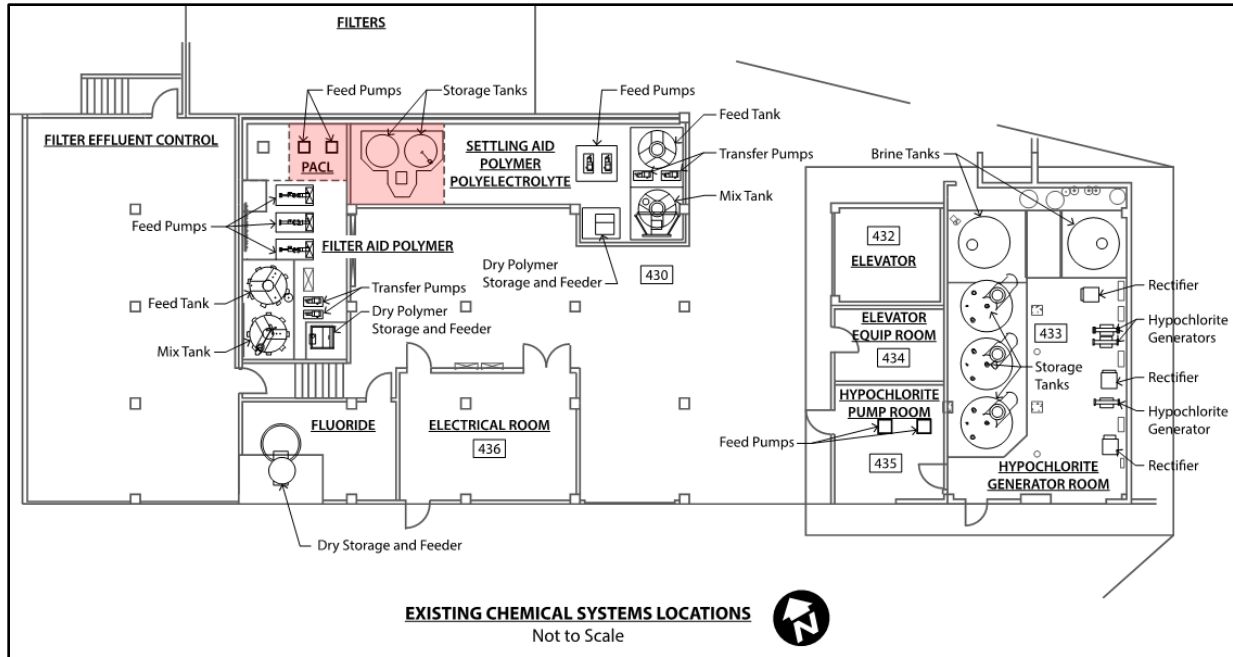 FILTERS
Feed Pumps
Storage Tanks
Feed Pumps
Feed Tank
FILTER EFFLUENT CONTROL
PACL
SETTLING AID
POLYMER
POLYELECTROLYTE
Transfer Pumps
Brine Tanks
Mix Tank
Feed Pumps
FILTER AID POLYMER
432
ELEVATOR
Dry Polymer
Storage and Feeder
430
Feed Tank
Transfer Pumps
Dry Polymer
Storage and Feeder
Mix Tank
ELEVATOR
EQUIP ROOM
434
433
Rectifier
Hypochlorite
Generators
Storage
Tanks
Rectifier
HYPOCHLORITE
PUMP ROOM
Feed Pumps
435
Hypochlorite
Generator
Rectifier
HYPOCHLORITE
GENERATOR ROOM
FLUORIDE
ELECTRICAL ROOM
436
Dry Storage and Feeder
EXISTING CHEMICAL SYSTEMS LOCATIONS
Not to Scale
N